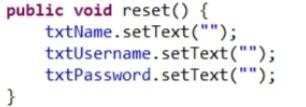 public void reset() {
    txtName.setText("");
    txtUsername.setText("");
    txtPassword.setText("");
}